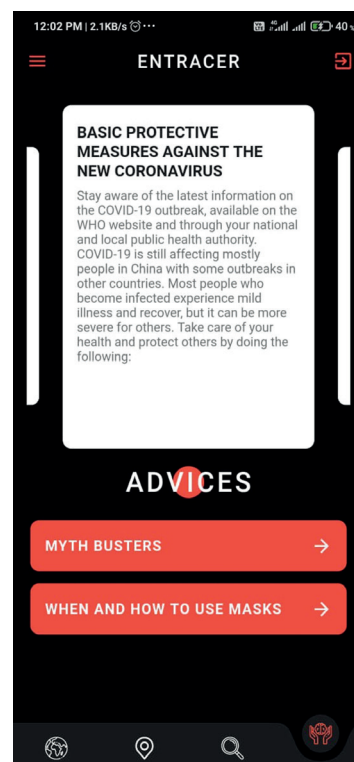 12:02 PM | 2.1KB/s
4G
40
ENTRACER
BASIC PROTECTIVE
MEASURES AGAINST THE
NEW CORONAVIRUS
Stay aware of the latest information on
the COVID-19 outbreak, available on the
WHO website and through your national
and local public health authority.
COVID-19 is still affecting mostly
people in China with some outbreaks in
other countries. Most people who
become infected experience mild
illness and recover, but it can be more
severe for others. Take care of your
health and protect others by doing the
following:
ADVICES
MYTH BUSTERS
WHEN AND HOW TO USE MASKS